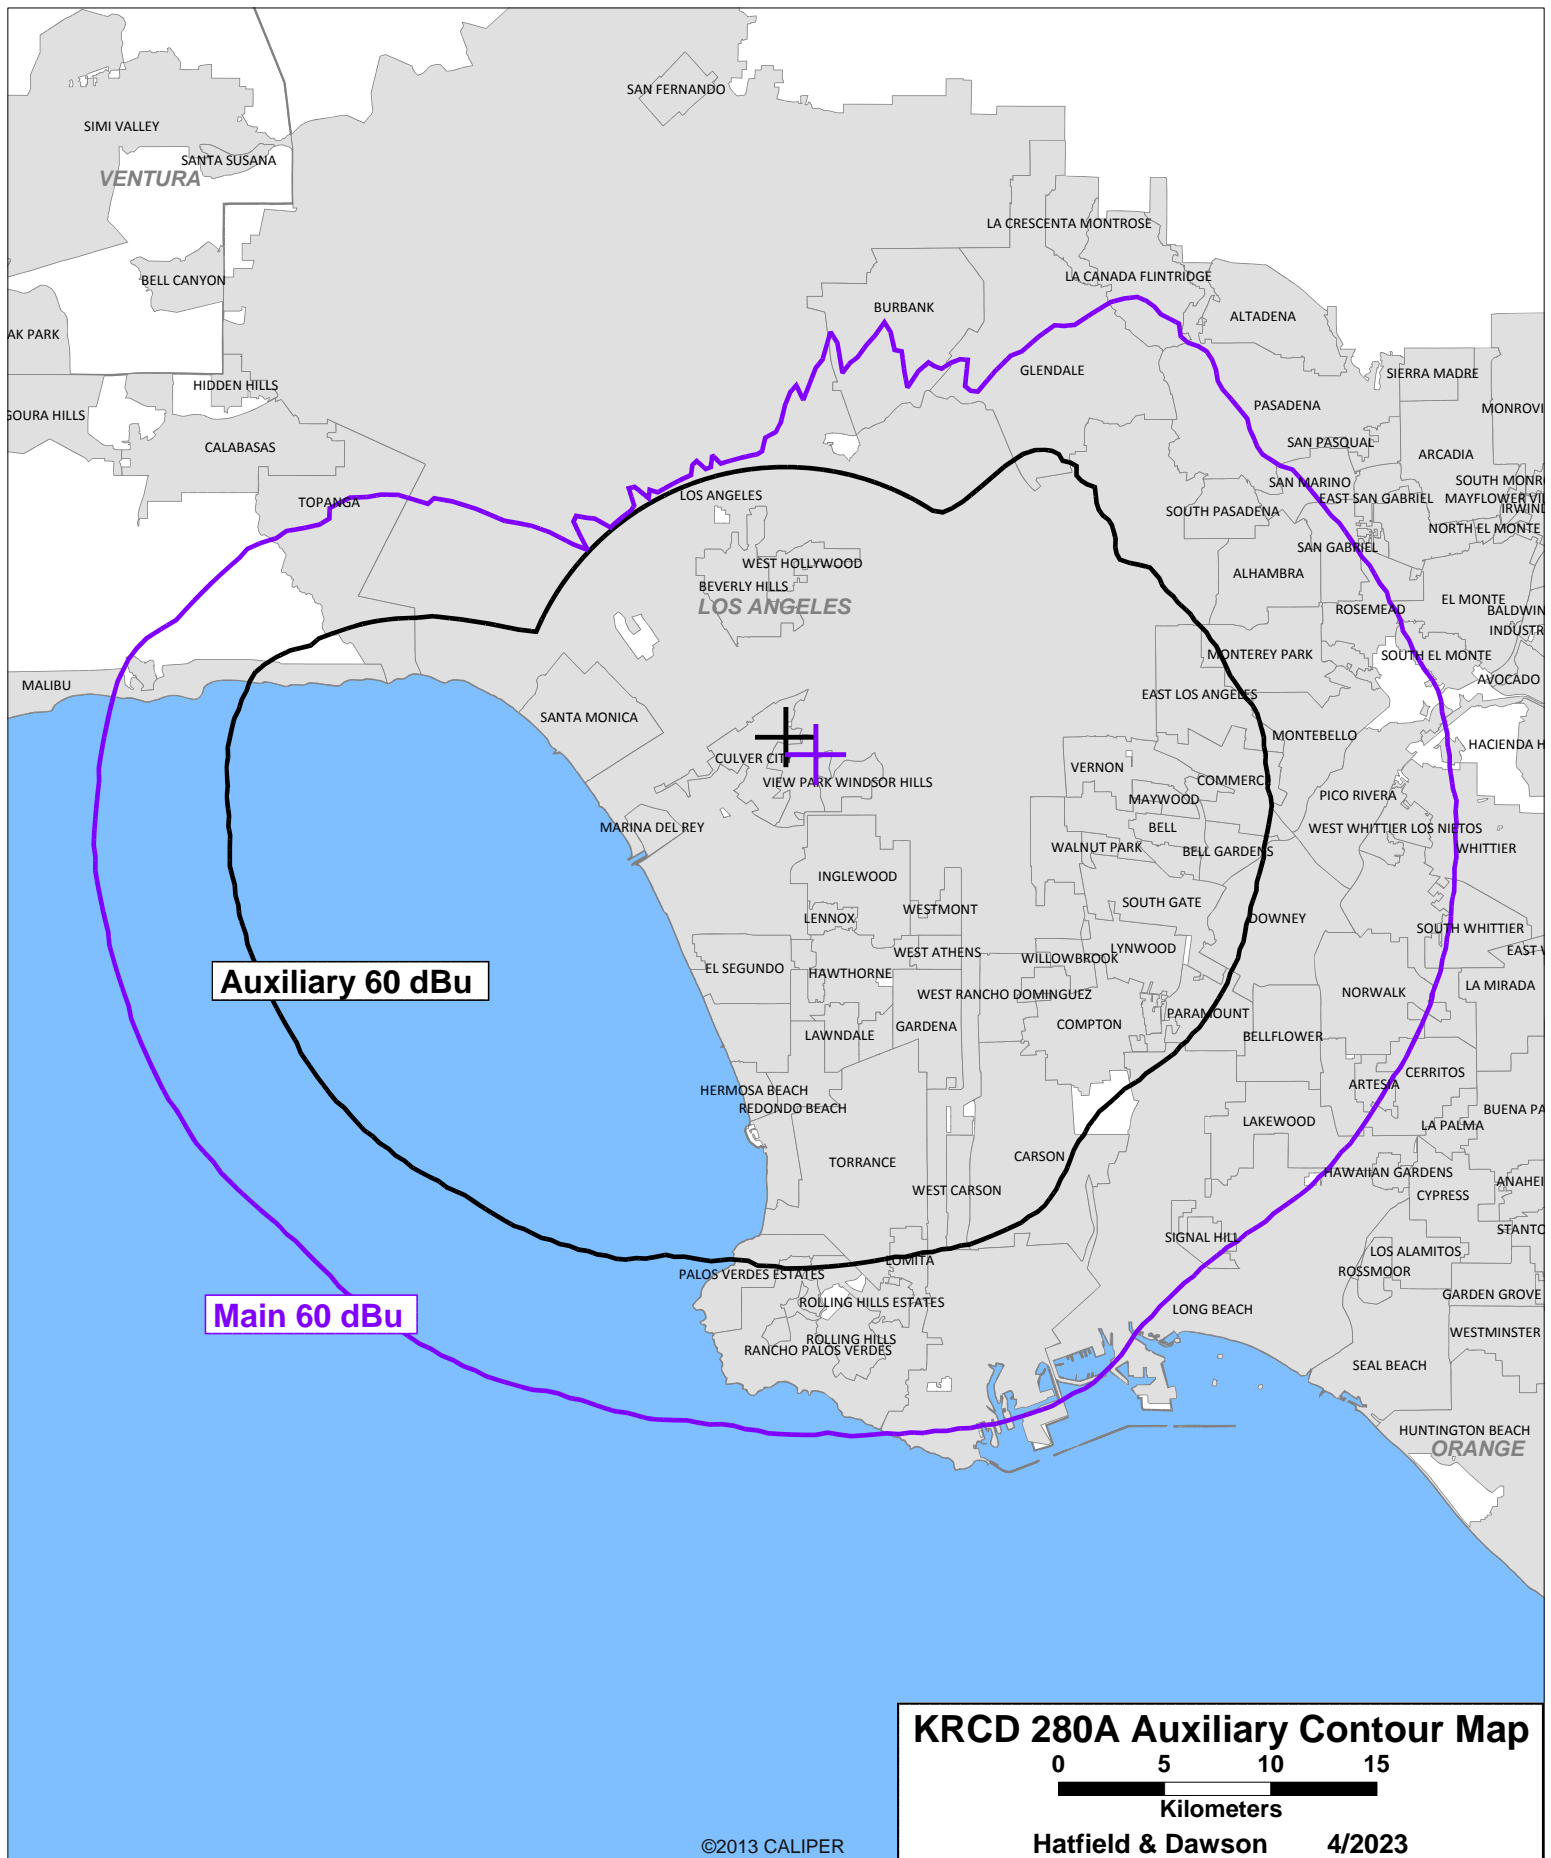 SAN FERNANDO
SIMI VALLEY
SANTA SUSANA
VENTURA
LA CRESCENTA MONTROSE
BELL CANYON
LA CANADA FLINTRIDGE
BURBANK
ALTADENA
AK PARK
GLENDALE
SIERRA MADRE
HIDDEN HILLS
PASADENA
MONROVI
GOURA HILLS
SAN PASQUAL
CALABASAS
ARCADIA
SAN MARINO
SOUTH MONR
TOPANGA
LOS ANGELES
EAST SAN GABRIEL
MAYFLOWER VIL
IRWIND
SOUTH PASADENA
NORTH EL MONTE
SAN GABRIEL
WEST HOLLYWOOD
ALHAMBRA
BEVERLY HILLS
LOS ANGELES
EL MONTE
ROSEMEAD
BALDWIN
INDUSTR
MONTEREY PARK
SOUTH EL MONTE
MALIBU
AVOCADO
EAST LOS ANGELES
SANTA MONICA
MONTEBELLO
HACIENDA H
CULVER CITY
VERNON
VIEW PARK WINDSOR HILLS
COMMERCE
PICO RIVERA
MAYWOOD
MARINA DEL REY
BELL
WEST WHITTIER LOS NIETOS
WALNUT PARK
BELL GARDENS
WHITTIER
INGLEWOOD
SOUTH GATE
WESTMONT
LENNOX
DOWNEY
SOUTH WHITTIER
WEST ATHENS
LYNWOOD
EAST W
WILLOWBROOK
EL SEGUNDO
HAWTHORNE
Auxiliary 60 dBu
LA MIRADA
WEST RANCHO DOMINGUEZ
NORWALK
PARAMOUNT
GARDENA
COMPTON
LAWNDALE
BELLFLOWER
CERRITOS
ARTESIA
HERMOSA BEACH
REDONDO BEACH
BUENA PA
LAKEWOOD
LA PALMA
CARSON
TORRANCE
HAWAIIAN GARDENS
ANAHEI
WEST CARSON
CYPRESS
STANTO
SIGNAL HILL
LOS ALAMITOS
LOMITA
ROSSMOOR
PALOS VERDES ESTATES
GARDEN GROVE
ROLLING HILLS ESTATES
LONG BEACH
Main 60 dBu
WESTMINSTER
ROLLING HILLS
RANCHO PALOS VERDES
SEAL BEACH
HUNTINGTON BEACH
ORANGE
KRCD 280A Auxiliary Contour Map
0 5 10 15
Kilometers
Hatfield & Dawson 4/2023
©2013 CALIPER